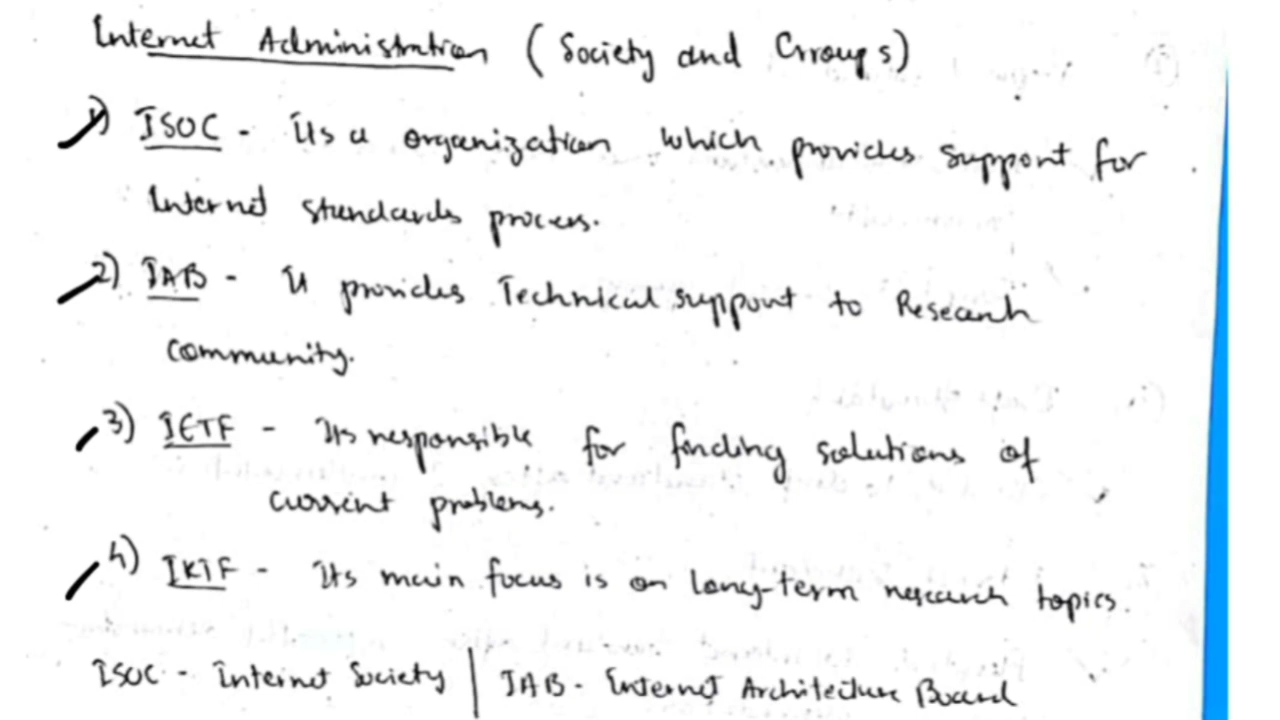 Internet Administration (Society and Groups)
1) ISOC - Its a organization which provides support for
Internet standards process.
2) IAB - It provides Technical support to Research
community.
3) IETF - Its responsible for finding solutions of
current problems.
4) IRTF - Its main focus is on long-term research topics.
ISOC - Internet Society | IAB - Internet Architecture Board